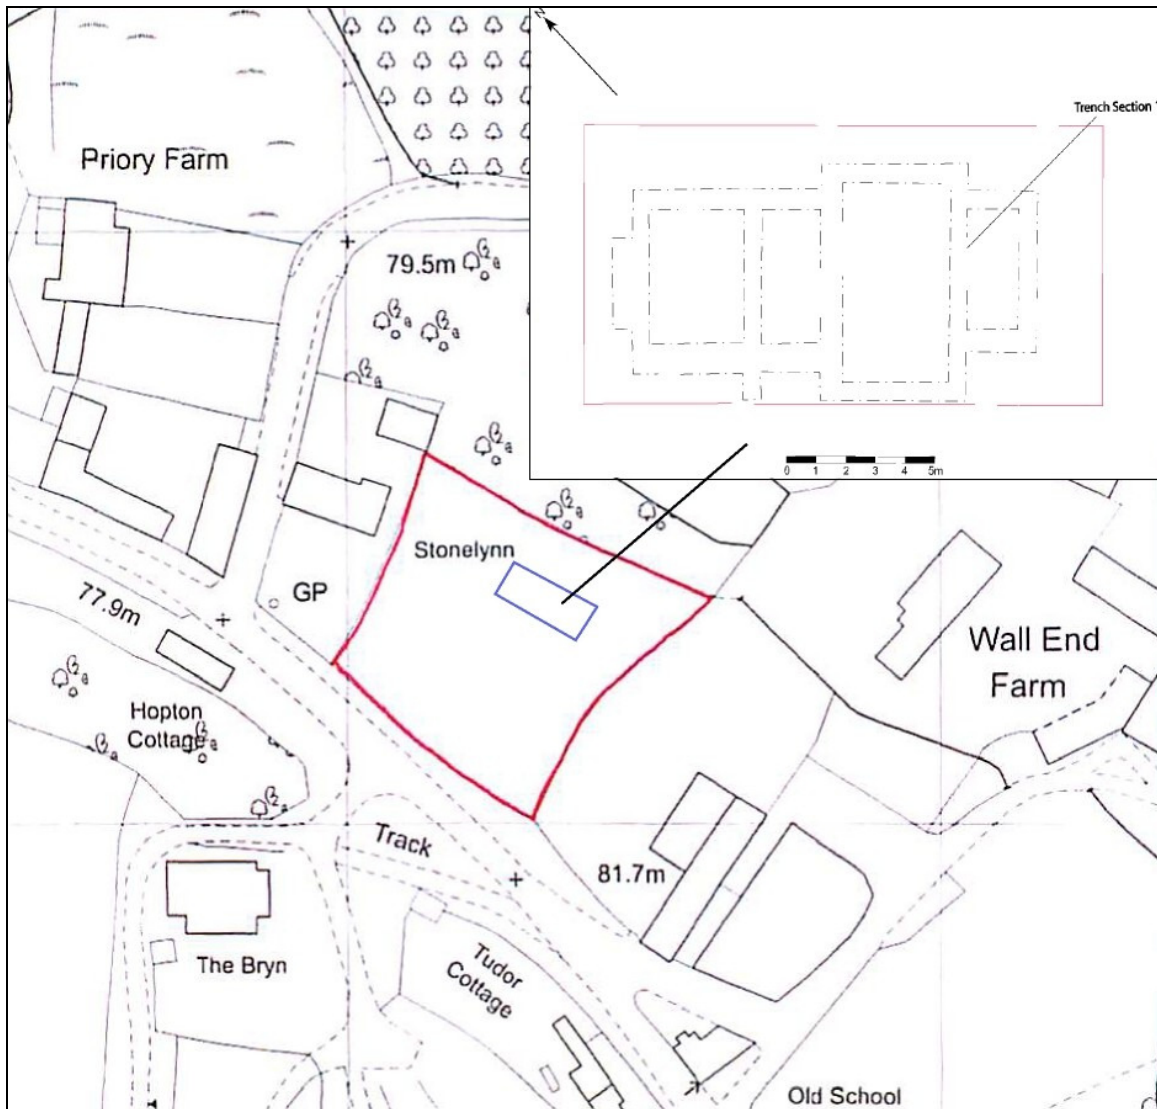 N
Trench Section 1
Priory Farm
79.5m
0 1 2 3 4 5m
Stonelynn
GP
77.9m
Wall End
Farm
Hopton
Cottage
Track
81.7m
The Bryn
Tudor
Cottage
Old School